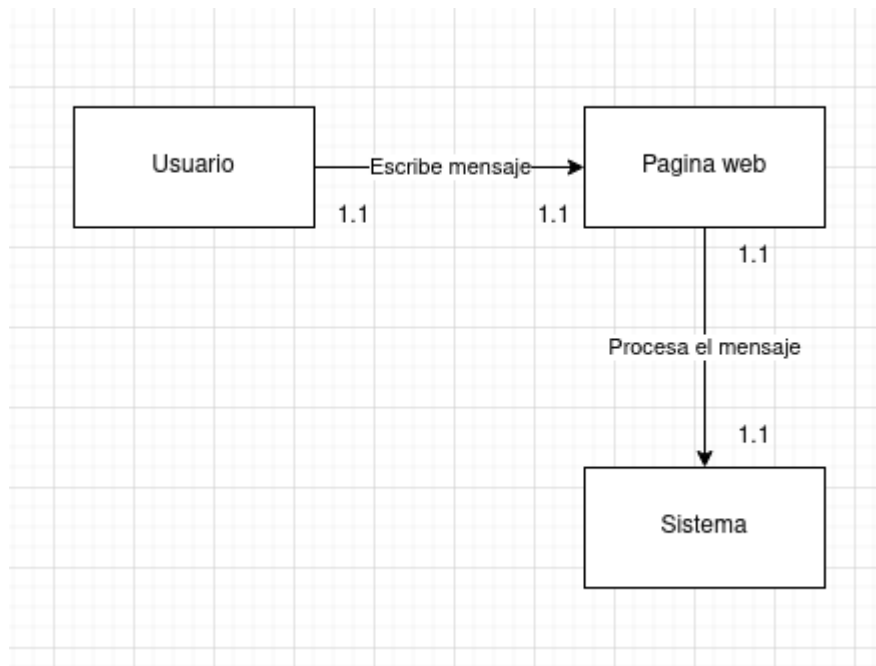 Usuario
Escribe mensaje
Pagina web
1.1
1.1
1.1
Procesa el mensaje
1.1
Sistema